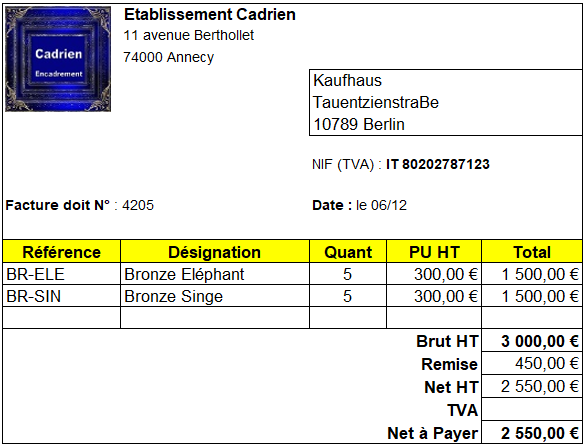 Cadrien
Encadrement
Etablissement Cadrien
11 avenue Berthollet
74000 Annecy
Kaufhaus
TauentzienstraBe
10789 Berlin
NIF (TVA) : IT 80202787123
Facture doit N° : 4205 Date : le 06/12
Référence Désignation Quant PU HT Total
BR-ELE Bronze Eléphant 5 300,00 € 1 500,00 €
BR-SIN Bronze Singe 5 300,00 € 1 500,00 €
Brut HT 3 000,00 €
Remise 450,00 €
Net HT 2 550,00 €
TVA
Net à Payer 2 550,00 €